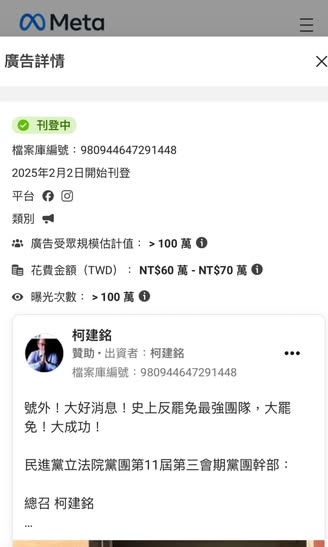 Meta
廣告詳情
刊登中
檔案庫編號：980944647291448
2025年2月2日開始刊登
平台
類別
廣告受眾規模估計值： > 100 萬
花費金額（TWD）： NT$60 萬 - NT$70 萬
曝光次數： > 100 萬
柯建銘
贊助 • 出資者：柯建銘
檔案庫編號：980944647291448
號外！大好消息！史上反罷免最強團隊，大罷
免！大成功！
民進黨立法院黨團第11屆第三會期黨團幹部：
總召 柯建銘
...